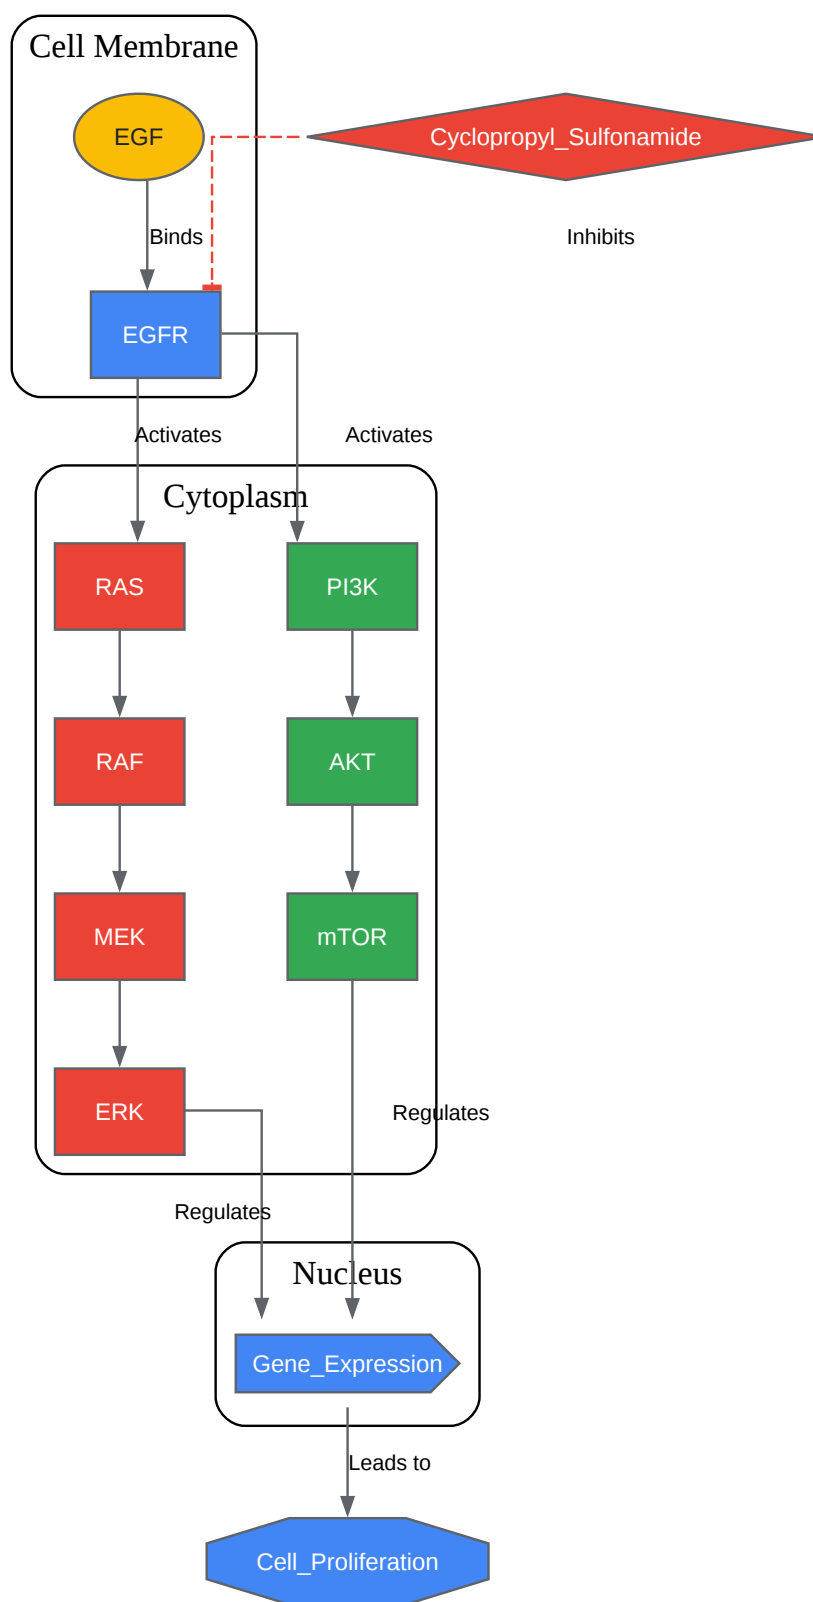 Cell Membrane
EGF
Cyclopropyl_Sulfonamide
Binds
Inhibits
EGFR
Activates
Activates
Cytoplasm
RAS
PI3K
RAF
AKT
MEK
mTOR
ERK
Regulates
Regulates
Nucleus
Gene_Expression
Leads to
Cell_Proliferation